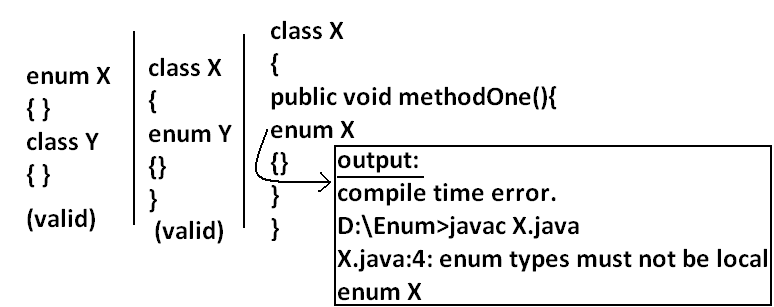 enum X
{ }
class Y
{ }
(valid)
class X
{
enum Y
{}
}
(valid)
class X
{
public void methodOne(){
enum X
{}
}
}
output:
compile time error.
D:\Enum>javac X.java
X.java:4: enum types must not be local
enum X